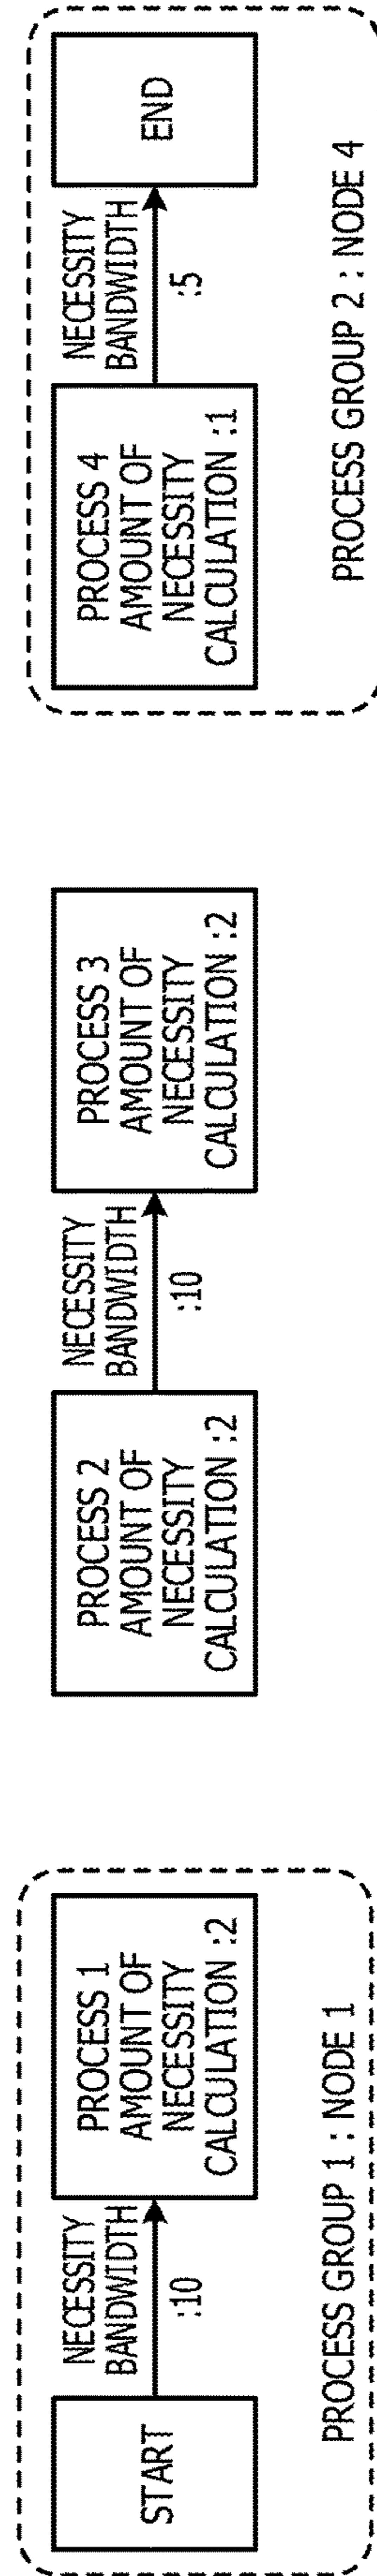 START
NECESSITY
BANDWIDTH
:10
PROCESS 1
AMOUNT OF
NECESSITY
CALCULATION :2
PROCESS GROUP 1 : NODE 1
PROCESS 2
AMOUNT OF
NECESSITY
CALCULATION :2
NECESSITY
BANDWIDTH
:10
PROCESS 3
AMOUNT OF
NECESSITY
CALCULATION :2
PROCESS 4
AMOUNT OF
NECESSITY
CALCULATION :1
NECESSITY
BANDWIDTH
:5
END
PROCESS GROUP 2 : NODE 4